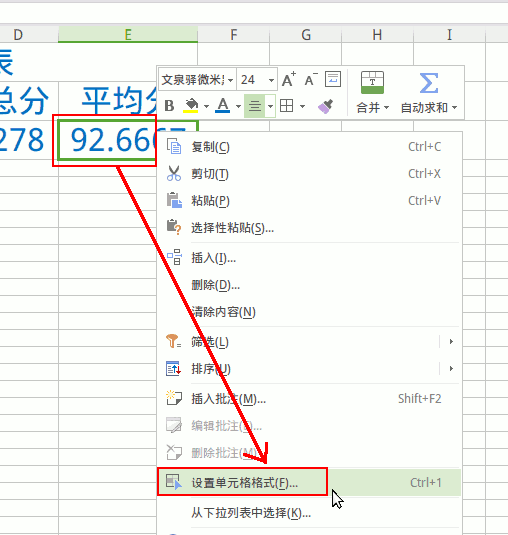 D E F G H I
表
总分 平均分
278 92.6667
文泉驿微米 24 A+ A-
B A 合并 自动求和
复制(C) Ctrl+C
剪切(T) Ctrl+X
粘贴(P) Ctrl+V
选择性粘贴(S)...
插入(I)...
删除(D)...
清除内容(N)
筛选(L)
排序(U)
插入批注(M)... Shift+F2
编辑批注(E)...
删除批注(M)...
设置单元格格式(F)... Ctrl+1
从下拉列表中选择(K)...